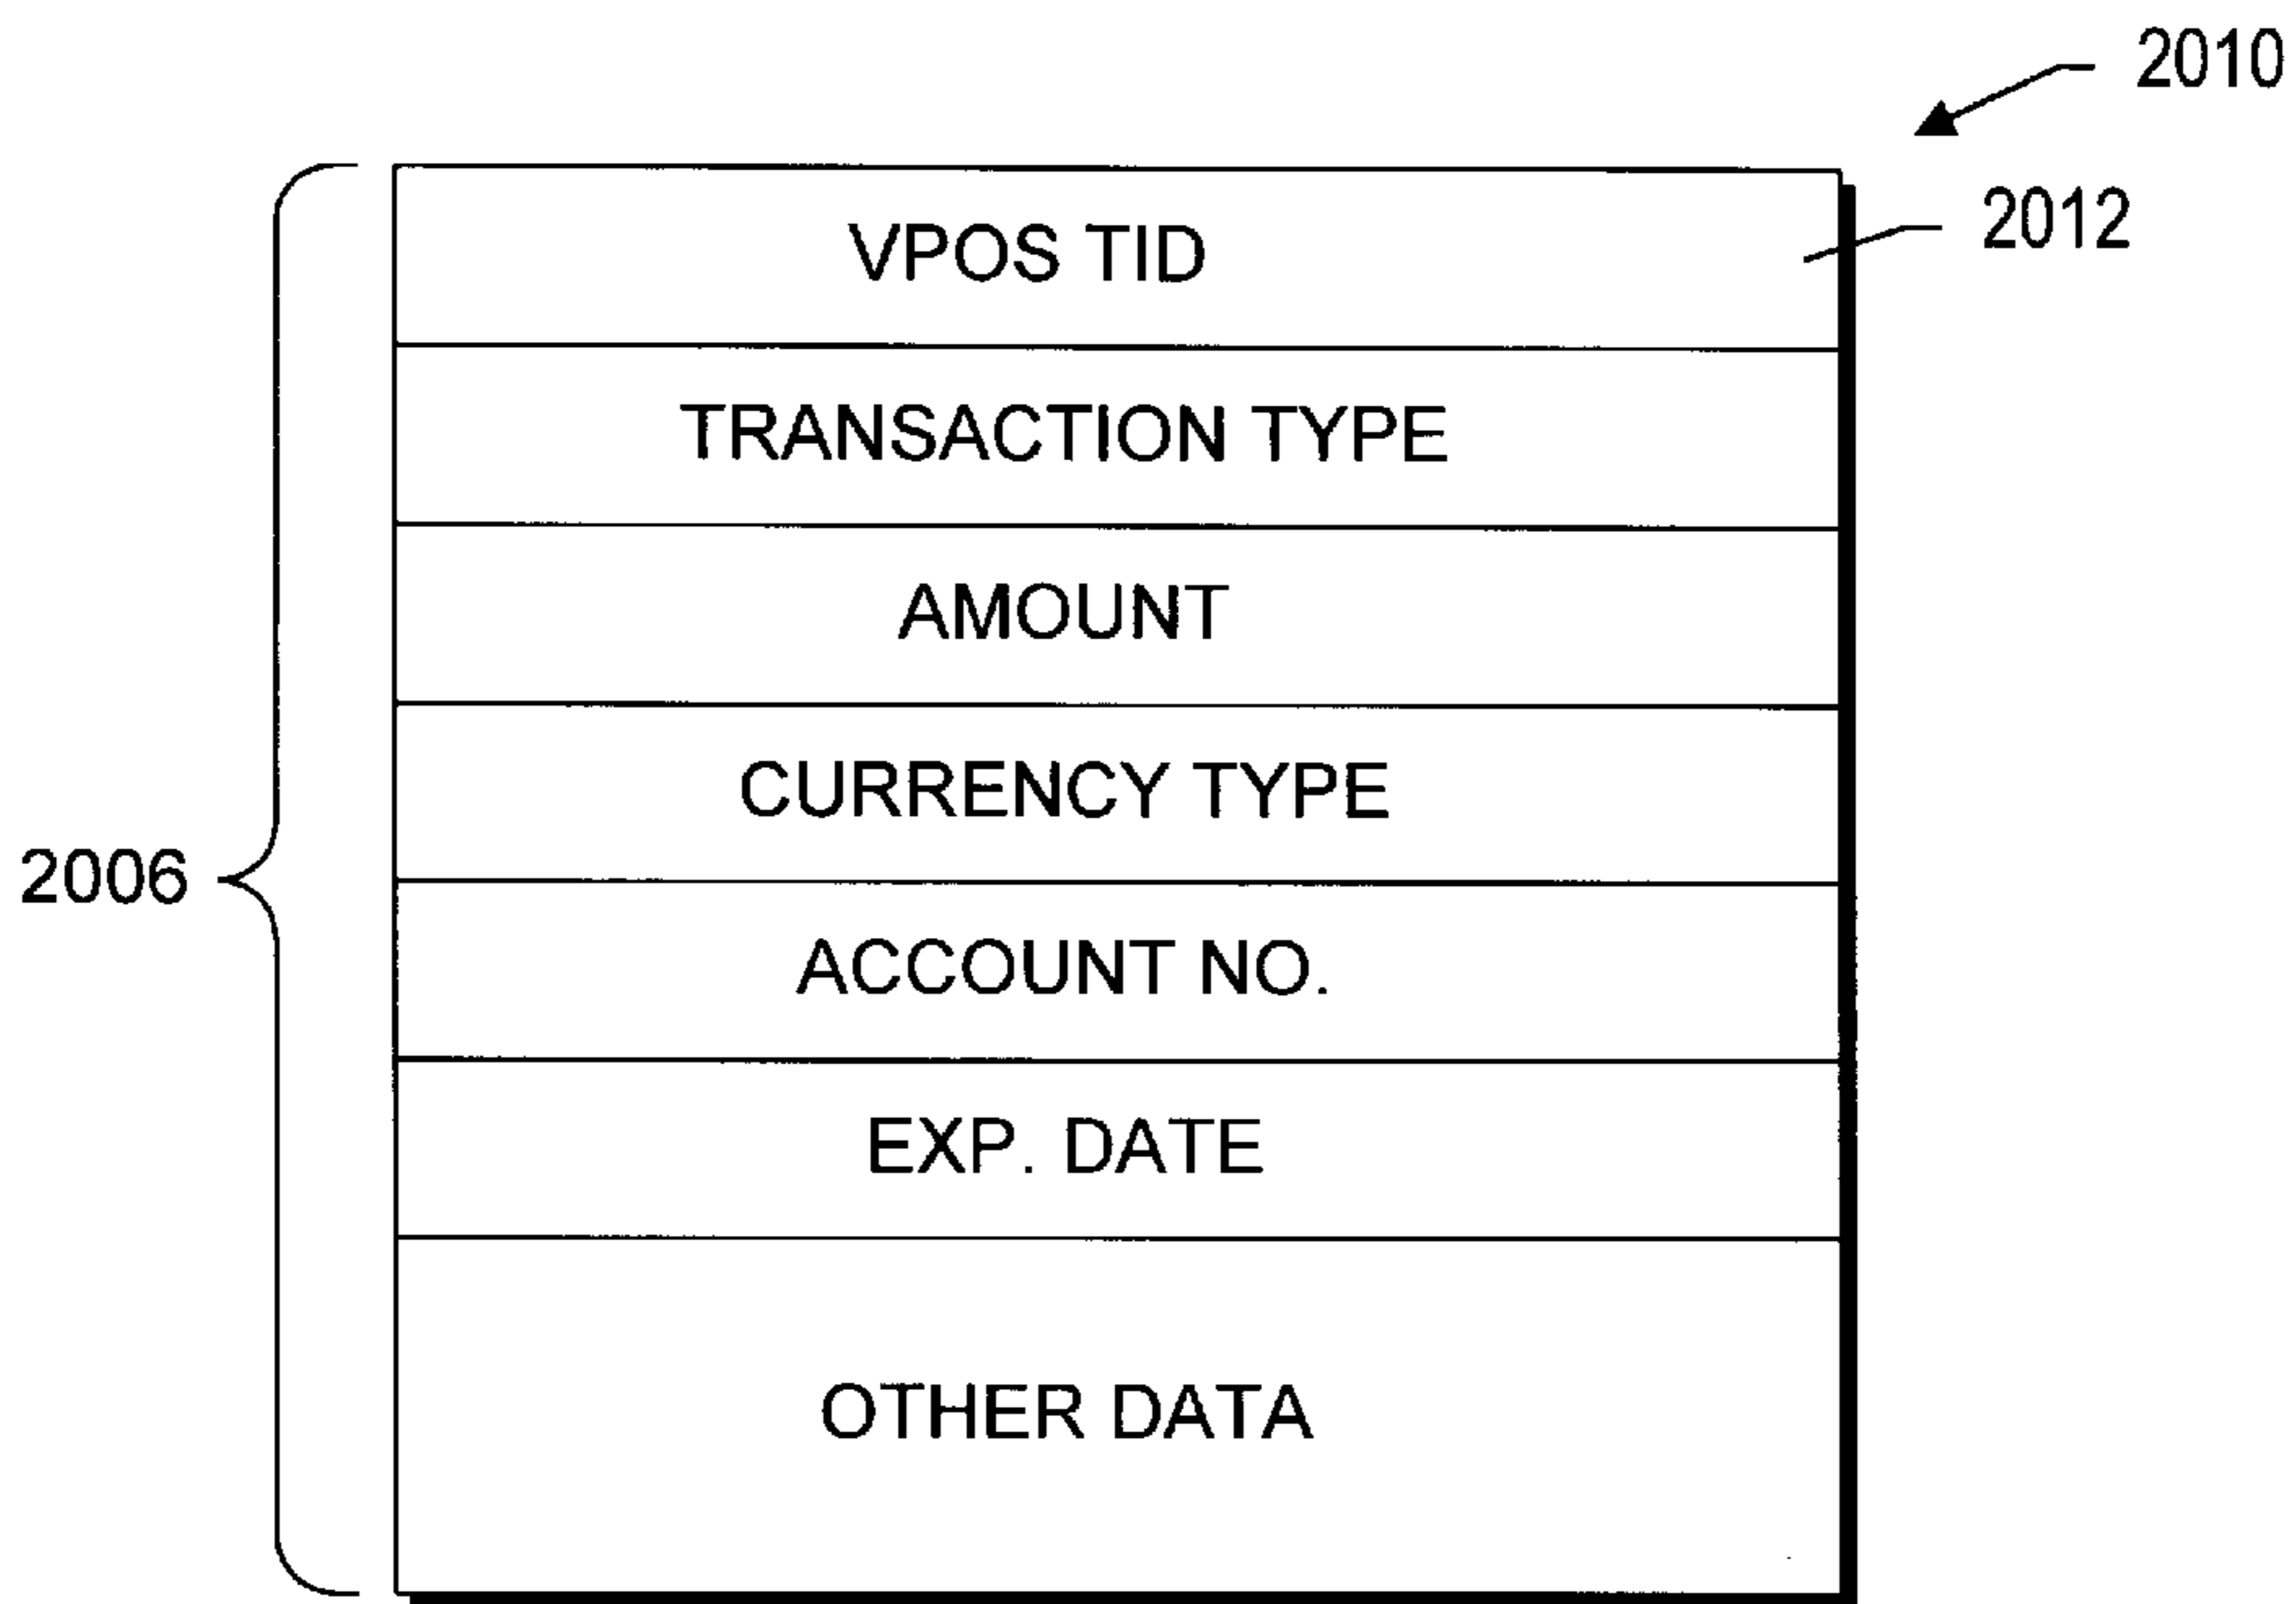 2010
2012
VPOS TID
TRANSACTION TYPE
AMOUNT
CURRENCY TYPE
2006
ACCOUNT NO.
EXP. DATE
OTHER DATA